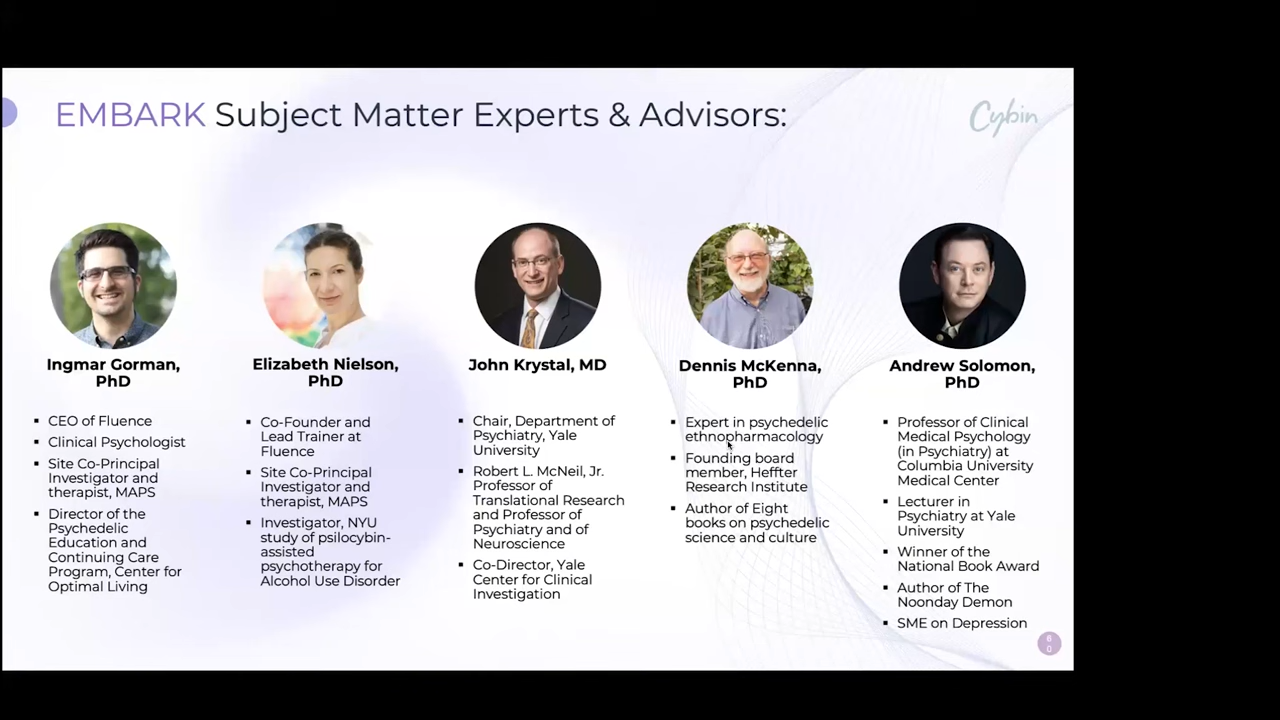 EMBARK Subject Matter Experts & Advisors:
Cybin
Ingmar Gorman,
PhD
▪ CEO of Fluence
▪ Clinical Psychologist
▪ Site Co-Principal
Investigator and
therapist, MAPS
▪ Director of the
Psychedelic
Education and
Continuing Care
Program, Center for
Optimal Living
Elizabeth Nielson,
PhD
▪ Co-Founder and
Lead Trainer at
Fluence
▪ Site Co-Principal
Investigator and
therapist, MAPS
▪ Investigator, NYU
study of psilocybin-
assisted
psychotherapy for
Alcohol Use Disorder
John Krystal, MD
▪ Chair, Department of
Psychiatry, Yale
University
▪ Robert L. McNeil, Jr.
Professor of
Translational Research
and Professor of
Psychiatry and of
Neuroscience
▪ Co-Director, Yale
Center for Clinical
Investigation
Dennis McKenna,
PhD
▪ Expert in psychedelic
ethnopharmacology
▪ Founding board
member, Heffter
Research Institute
▪ Author of Eight
books on psychedelic
science and culture
Andrew Solomon,
PhD
▪ Professor of Clinical
Medical Psychology
(in Psychiatry) at
Columbia University
Medical Center
▪ Lecturer in
Psychiatry at Yale
University
▪ Winner of the
National Book Award
▪ Author of The
Noonday Demon
▪ SME on Depression
6
0